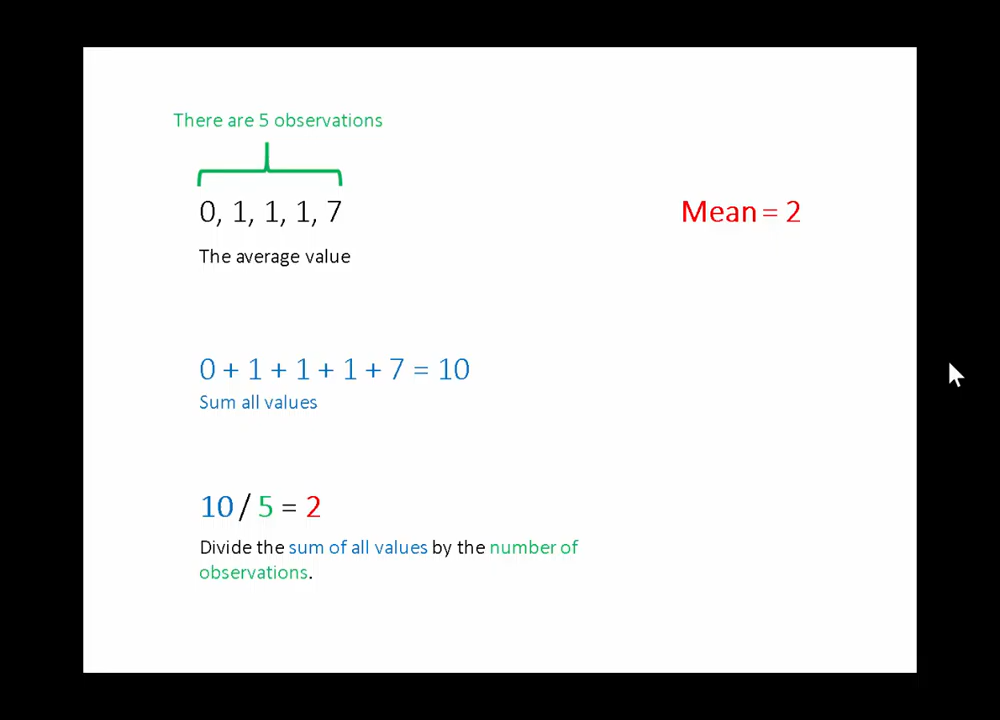 There are 5 observations
0, 1, 1, 1, 7
Mean = 2
The average value
0 + 1 + 1 + 1 + 7 = 10
Sum all values
10 / 5 = 2
Divide the sum of all values by the number of
observations.